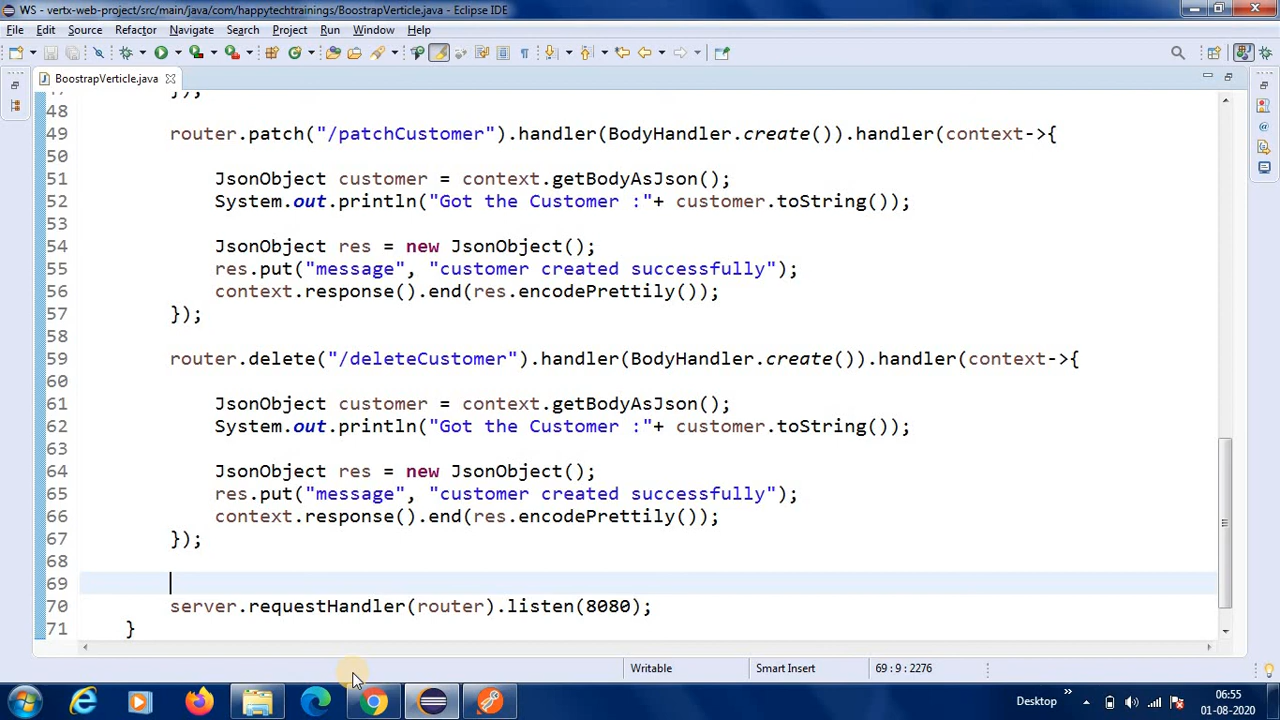 WS - vertx-web-project/src/main/java/com/happytechtrainings/BoostrapVerticle.java - Eclipse IDE
File Edit Source Refactor Navigate Search Project Run Window Help
BoostrapVerticle.java
47 });
48
49 router.patch("/patchCustomer").handler(BodyHandler.create()).handler(context->{
50
51 JsonObject customer = context.getBodyAsJson();
52 System.out.println("Got the Customer :"+ customer.toString());
53
54 JsonObject res = new JsonObject();
55 res.put("message", "customer created successfully");
56 context.response().end(res.encodePrettily());
57 });
58
59 router.delete("/deleteCustomer").handler(BodyHandler.create()).handler(context->{
60
61 JsonObject customer = context.getBodyAsJson();
62 System.out.println("Got the Customer :"+ customer.toString());
63
64 JsonObject res = new JsonObject();
65 res.put("message", "customer created successfully");
66 context.response().end(res.encodePrettily());
67 });
68
69
70 server.requestHandler(router).listen(8080);
71 }
Writable Smart Insert 69 : 9 : 2276
Desktop » 06:55
01-08-2020